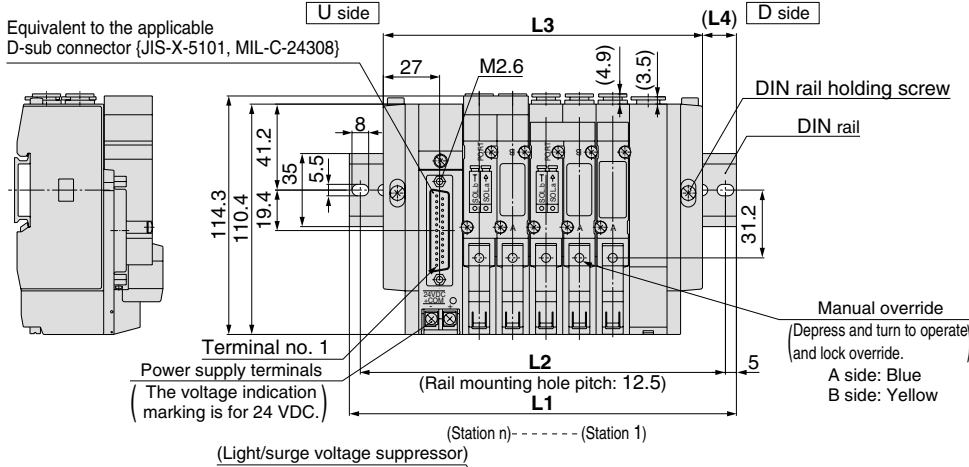 U side
L3
(L4)
D side
Equivalent to the applicable
D-sub connector {JIS-X-5101, MIL-C-24308}
27
M2.6
(4.9)
(3.5)
DIN rail holding screw
DIN rail
8
41.2
35
5.5
19.4
114.3
110.4
31.2
PORT
B
PORT
B
SOL.b
SOL.a
SOL.b
SOL.a
A
A
A
24VDC
+COM
- +
Terminal no. 1
Power supply terminals
(The voltage indication
marking is for 24 VDC.)
L2
(Rail mounting hole pitch: 12.5)
5
L1
Manual override
(Depress and turn to operate
and lock override.)
A side: Blue
B side: Yellow
(Station n)- - - - - - - (Station 1)
(Light/surge voltage suppressor)